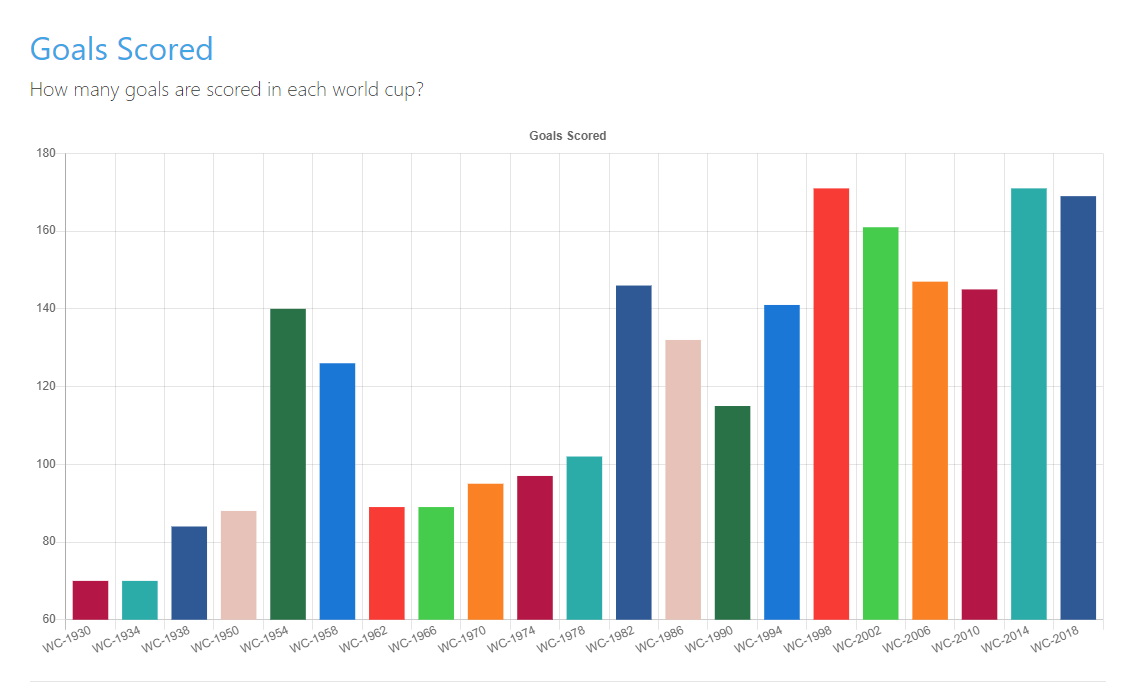 Goals Scored
How many goals are scored in each world cup?
Goals Scored
180
160
140
120
100
80
60
WC-1930
WC-1934
WC-1938
WC-1950
WC-1954
WC-1958
WC-1962
WC-1966
WC-1970
WC-1974
WC-1978
WC-1982
WC-1986
WC-1990
WC-1994
WC-1998
WC-2002
WC-2006
WC-2010
WC-2014
WC-2018